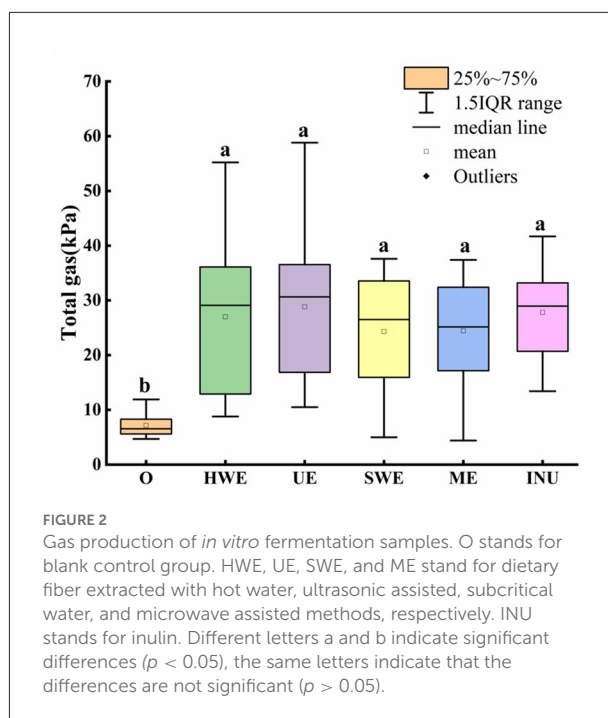 70
60
50
40
30
20
10
0
Total gas(kPa)
25%~75%
1.5IQR range
median line
mean
Outliers
b
a
a
a
a
a
O HWE UE SWE ME INU
FIGURE 2
Gas production of in vitro fermentation samples. O stands for
blank control group. HWE, UE, SWE, and ME stand for dietary
fiber extracted with hot water, ultrasonic assisted, subcritical
water, and microwave assisted methods, respectively. INU
stands for inulin. Different letters a and b indicate significant
differences (p < 0.05), the same letters indicate that the
differences are not significant (p > 0.05).